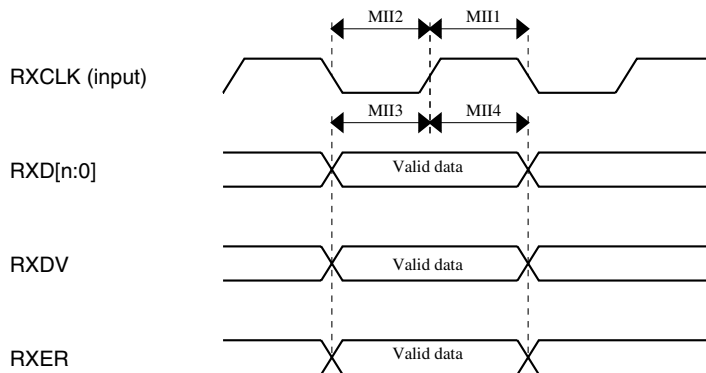 MII2 MII1
RXCLK (input)
MII3 MII4
RXD[n:0] Valid data
RXDV Valid data
RXER Valid data